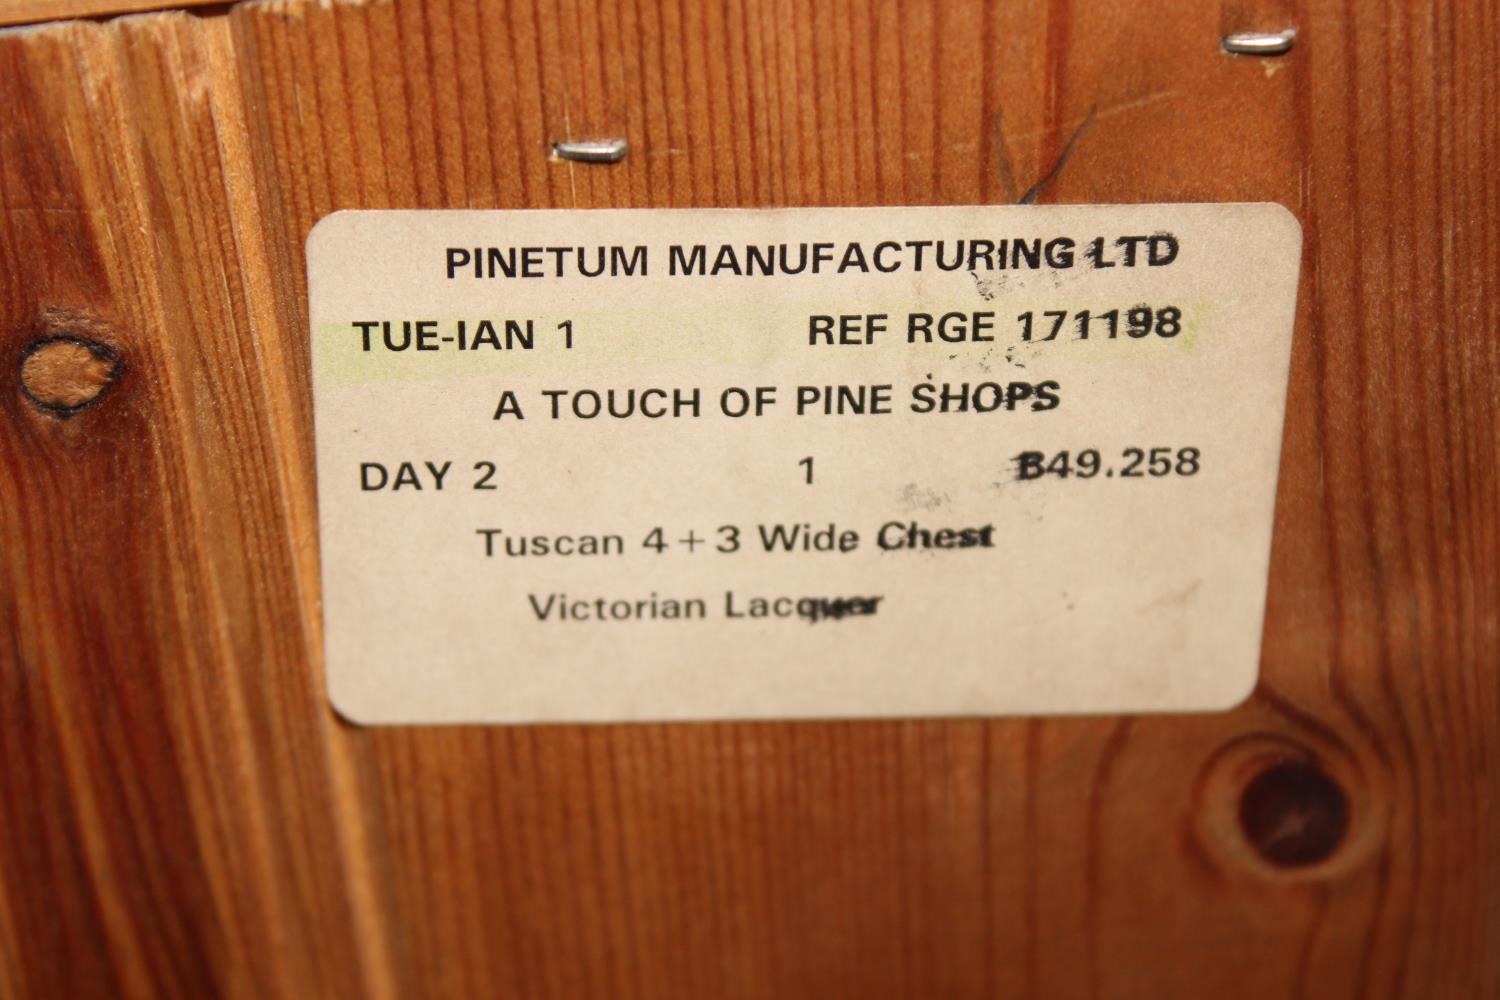 PINETUM MANUFACTURING LTD
TUE-IAN 1 REF RGE 171198
A TOUCH OF PINE SHOPS
DAY 2 1 B49.258
Tuscan 4+3 Wide Chest
Victorian Lacquer